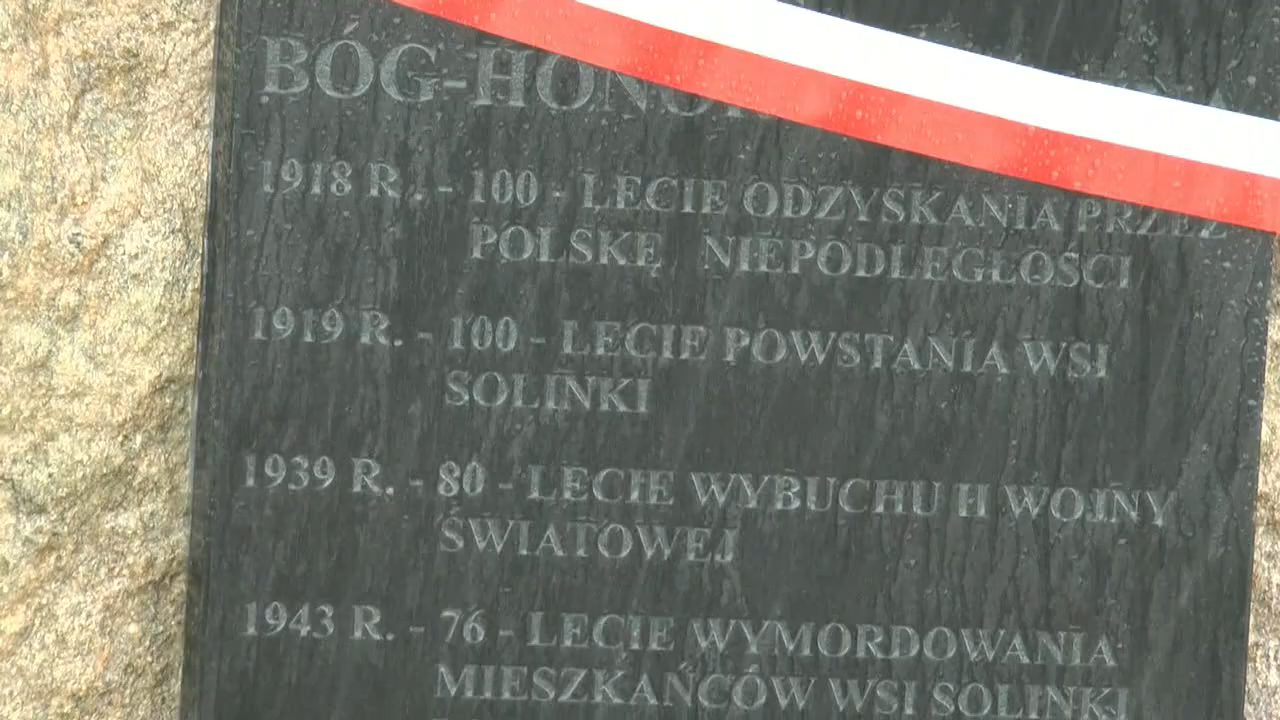 BÓG-HONOR
1918 R. - 100 - LECIE ODZYSKANIA PRZEZ
POLSKĘ NIEPODLEGŁOŚCI
1919 R. - 100 - LECIE POWSTANIA WSI
SOLINKI
1939 R. - 80 - LECIE WYBUCHU II WOJNY
ŚWIATOWEJ
1943 R. - 76 - LECIE WYMORDOWANIA
MIESZKAŃCÓW WSI SOLINKI